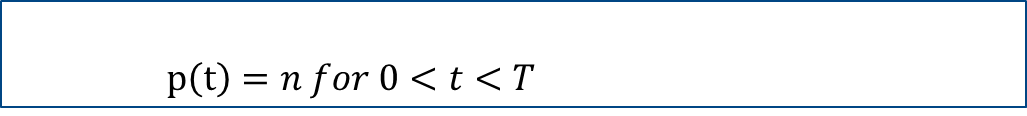 p(t) = n for 0 < t < T